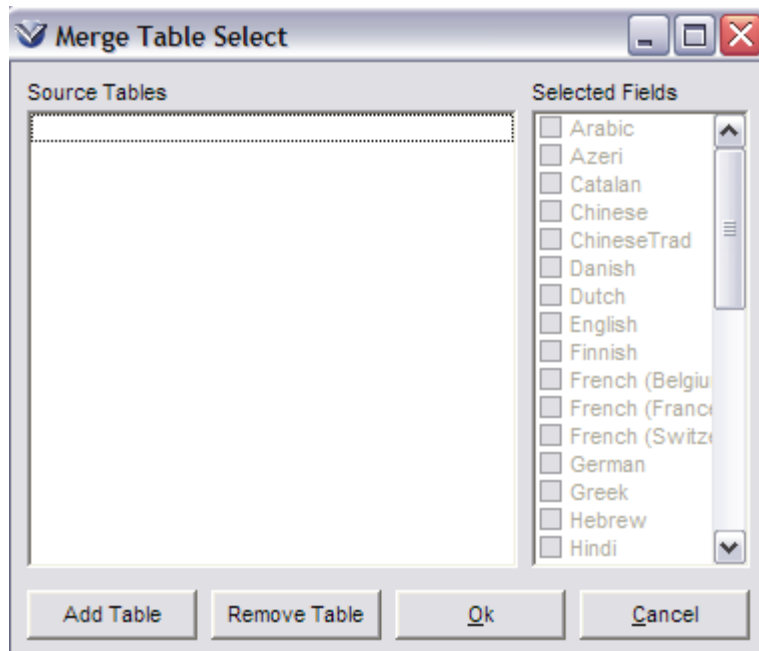 Merge Table Select
Source Tables
Selected Fields
Arabic
Azeri
Catalan
Chinese
ChineseTrad
Danish
Dutch
English
Finnish
French (Belgiu
French (France
French (Switze
German
Greek
Hebrew
Hindi
Add Table
Remove Table
Ok
Cancel